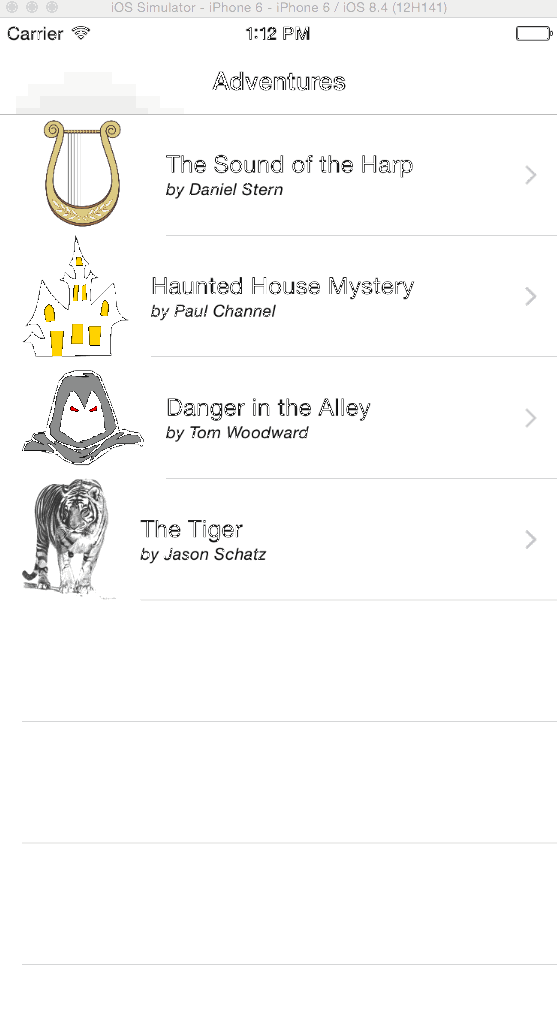 iOS Simulator - iPhone 6 - iPhone 6 / iOS 8.4 (12H141)
Carrier 1:12 PM
Adventures
The Sound of the Harp
by Daniel Stern
Haunted House Mystery
by Paul Channel
Danger in the Alley
by Tom Woodward
The Tiger
by Jason Schatz